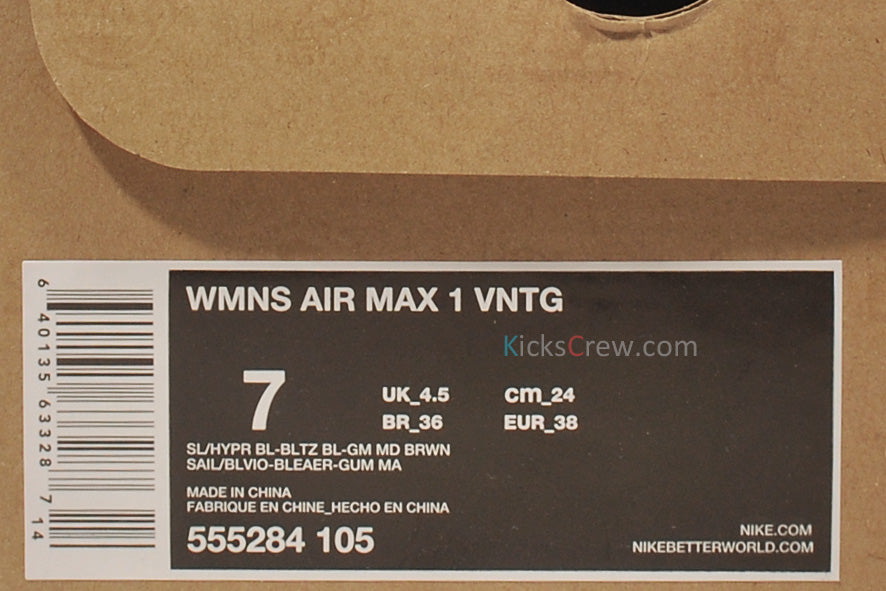 WMNS AIR MAX 1 VNTG
KicksCrew.com
7
UK_4.5 cm_24
BR_36 EUR_38
SL/HYPR BL-BLTZ BL-GM MD BRWN
SAIL/BLVIO-BLEAER-GUM MA
MADE IN CHINA
FABRIQUE EN CHINE_HECHO EN CHINA
555284 105
NIKE.COM
NIKEBETTERWORLD.COM
6 40135 63328 7 14